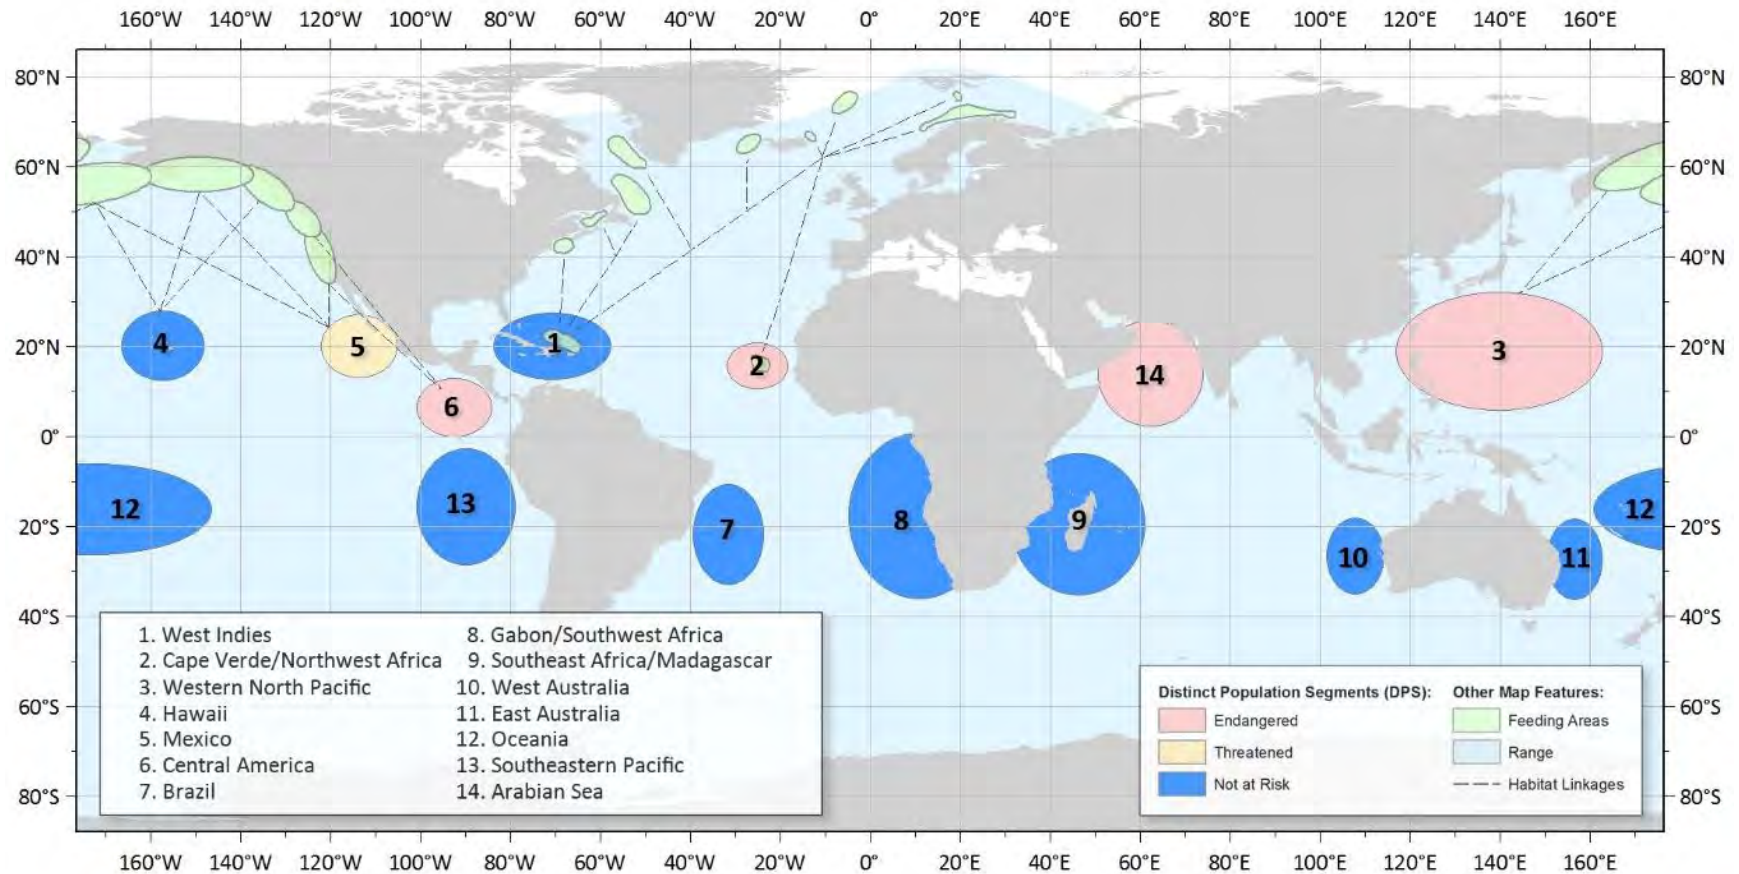 160°W 140°W 120°W 100°W 80°W 60°W 40°W 20°W 0° 20°E 40°E 60°E 80°E 100°E 120°E 140°E 160°E
80°N 80°N
60°N 60°N
40°N 40°N
4 5 1 3
20°N 20°N
2 14
6
0° 0°
12 13 8 9 12
20°S 7 20°S
10 11
40°S 40°S
1. West Indies
2. Cape Verde/Northwest Africa
3. Western North Pacific
4. Hawaii
5. Mexico
6. Central America
7. Brazil
8. Gabon/Southwest Africa
9. Southeast Africa/Madagascar
10. West Australia
11. East Australia
12. Oceania
13. Southeastern Pacific
14. Arabian Sea
Distinct Population Segments (DPS):
Endangered
Threatened
Not at Risk
Other Map Features:
Feeding Areas
Range
Habitat Linkages
60°S 60°S
80°S 80°S
160°W 140°W 120°W 100°W 80°W 60°W 40°W 20°W 0° 20°E 40°E 60°E 80°E 100°E 120°E 140°E 160°E